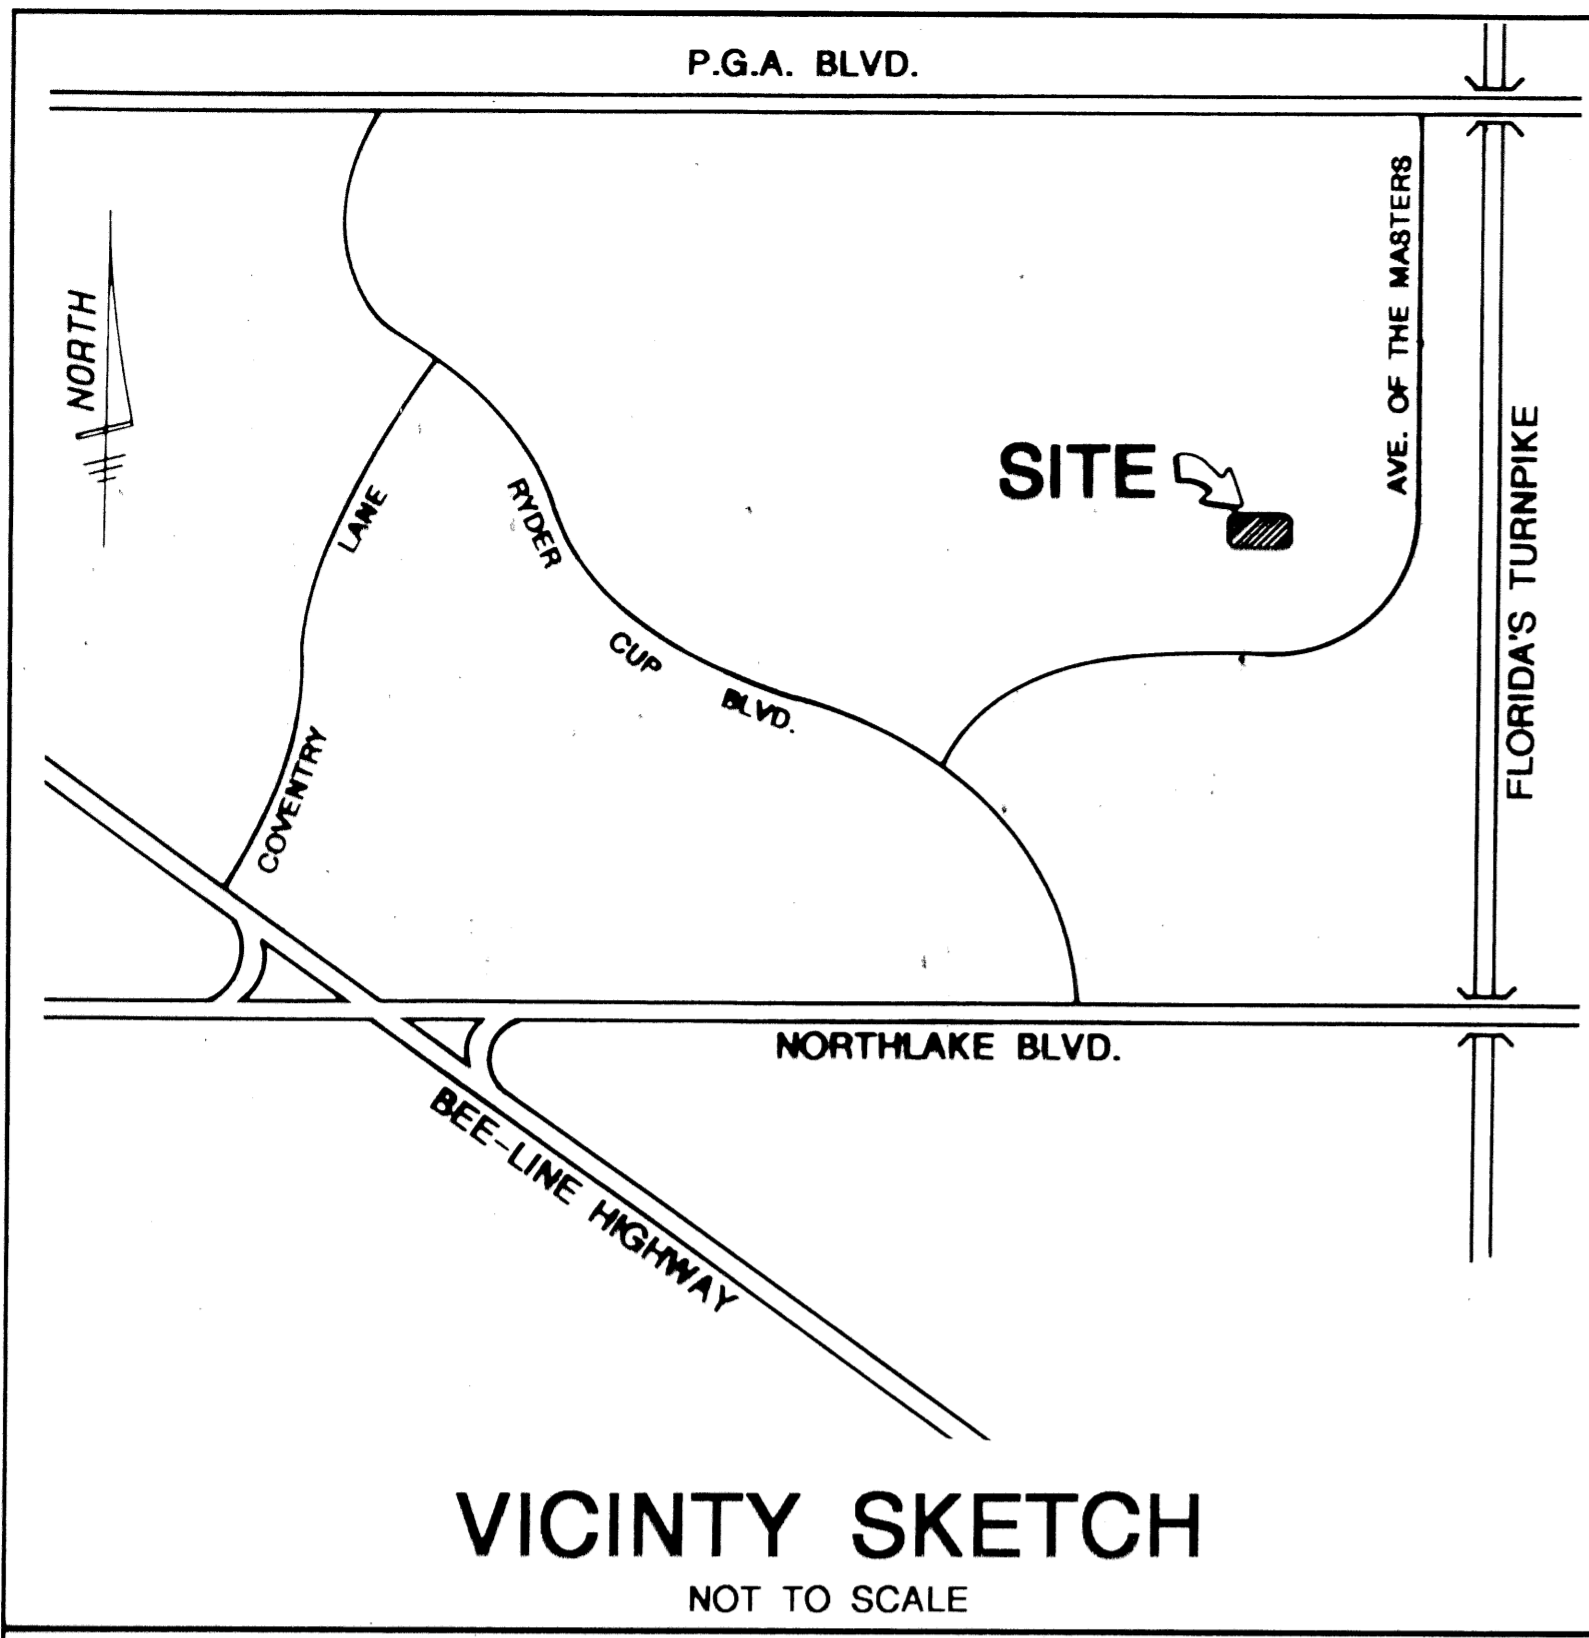 P.G.A. BLVD.
NORTH
AVE. OF THE MASTERS
SITE
FLORIDA'S TURNPIKE
LANE
RYDER
CUP
BLVD.
COVENTRY
NORTHLAKE BLVD.
BEE-LINE HIGHWAY
VICINTY SKETCH
NOT TO SCALE